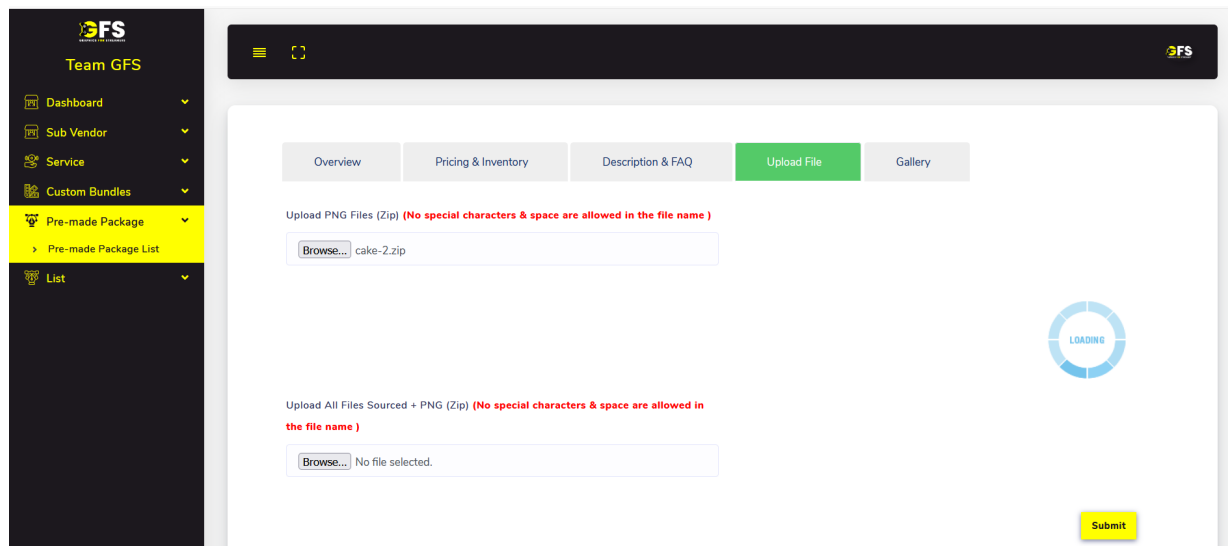 GFS
Team GFS
Dashboard
Sub Vendor
Service
Custom Bundles
Pre-made Package
Pre-made Package List
List
GFS
Overview
Pricing & Inventory
Description & FAQ
Upload File
Gallery
Upload PNG Files (Zip) (No special characters & space are allowed in the file name )
Browse... cake-2.zip
LOADING
Upload All Files Sourced + PNG (Zip) (No special characters & space are allowed in
the file name )
Browse... No file selected.
Submit